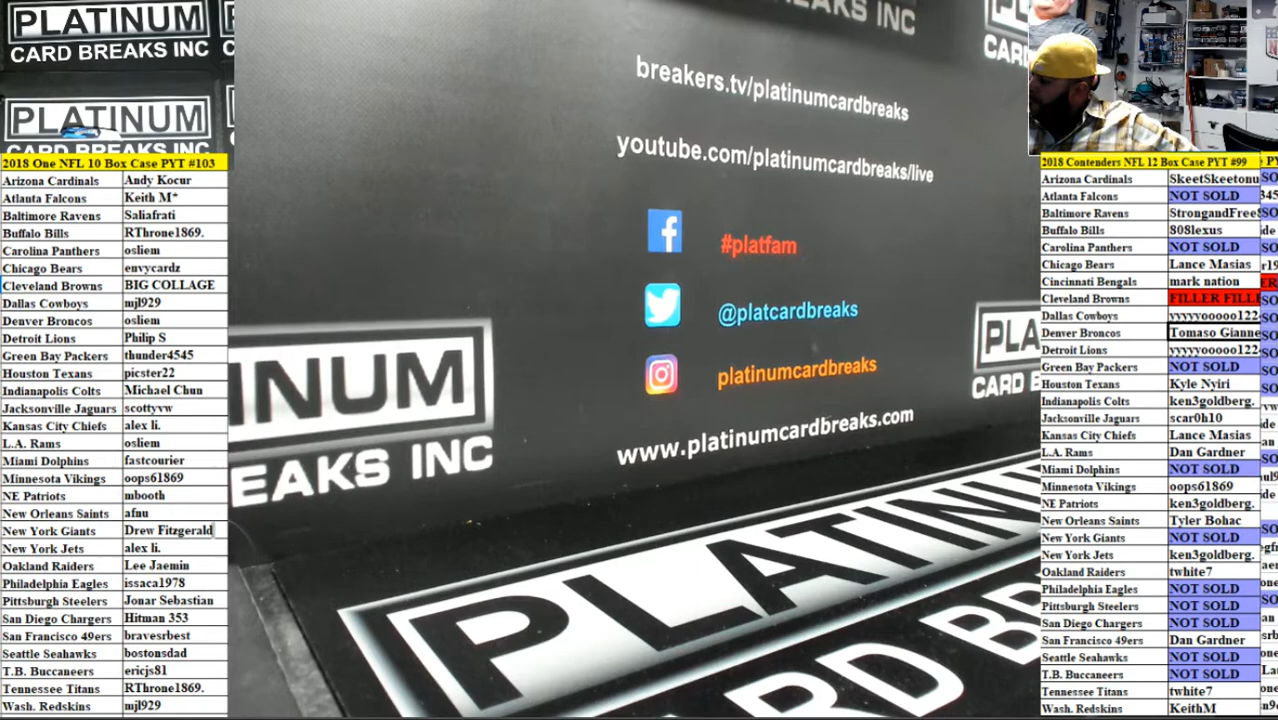 PLATINUM
CARD BREAKS INC
PLATINUM
2018 One NFL 10 Box Case PYT #103
Arizona Cardinals Andy Kocur
Atlanta Falcons Keith M*
Baltimore Ravens Saliafrati
Buffalo Bills RThrone1869.
Carolina Panthers osliem
Chicago Bears envycardz
Cleveland Browns BIG COLLAGE
Dallas Cowboys mjl929
Denver Broncos osliem
Detroit Lions Philip S
Green Bay Packers thunder4545
Houston Texans picster22
Indianapolis Colts Michael Chun
Jacksonville Jaguars scottyvw
Kansas City Chiefs alex li.
L.A. Rams osliem
Miami Dolphins fastcourier
Minnesota Vikings oops61869
NE Patriots mbooth
New Orleans Saints afnu
New York Giants Drew Fitzgerald
New York Jets alex li.
Oakland Raiders Lee Jaemin
Philadelphia Eagles issaca1978
Pittsburgh Steelers Jonar Sebastian
San Diego Chargers Hitman 353
San Francisco 49ers bravesrbest
Seattle Seahawks bostonsdad
T.B. Buccaneers ericjs81
Tennessee Titans RThrone1869.
Wash. Redskins mjl929
EAKS INC
breakers.tv/platinumcardbreaks
youtube.com/platinumcardbreaks/live
#platfam
@platcardbreaks
platinumcardbreaks
www.platinumcardbreaks.com
INUM
EAKS INC
PLA
CARD B
PLATINU
CARD BR
2018 Contenders NFL 12 Box Case PYT #99
Arizona Cardinals SkeetSkeetonu
Atlanta Falcons NOT SOLD
Baltimore Ravens StrongandFree
Buffalo Bills 808lexus
Carolina Panthers NOT SOLD
Chicago Bears Lance Masias
Cincinnati Bengals mark nation
Cleveland Browns FILLER FILLE
Dallas Cowboys yyyyyooooo122
Denver Broncos Tomaso Gianne
Detroit Lions yyyyyooooo122
Green Bay Packers NOT SOLD
Houston Texans Kyle Nyiri
Indianapolis Colts ken3goldberg.
Jacksonville Jaguars scar0h10
Kansas City Chiefs Lance Masias
L.A. Rams Dan Gardner
Miami Dolphins NOT SOLD
Minnesota Vikings oops61869
NE Patriots ken3goldberg.
New Orleans Saints Tyler Bohac
New York Giants NOT SOLD
New York Jets ken3goldberg.
Oakland Raiders twhite7
Philadelphia Eagles NOT SOLD
Pittsburgh Steelers NOT SOLD
San Diego Chargers NOT SOLD
San Francisco 49ers Dan Gardner
Seattle Seahawks NOT SOLD
T.B. Buccaneers NOT SOLD
Tennessee Titans twhite7
Wash. Redskins KeithM